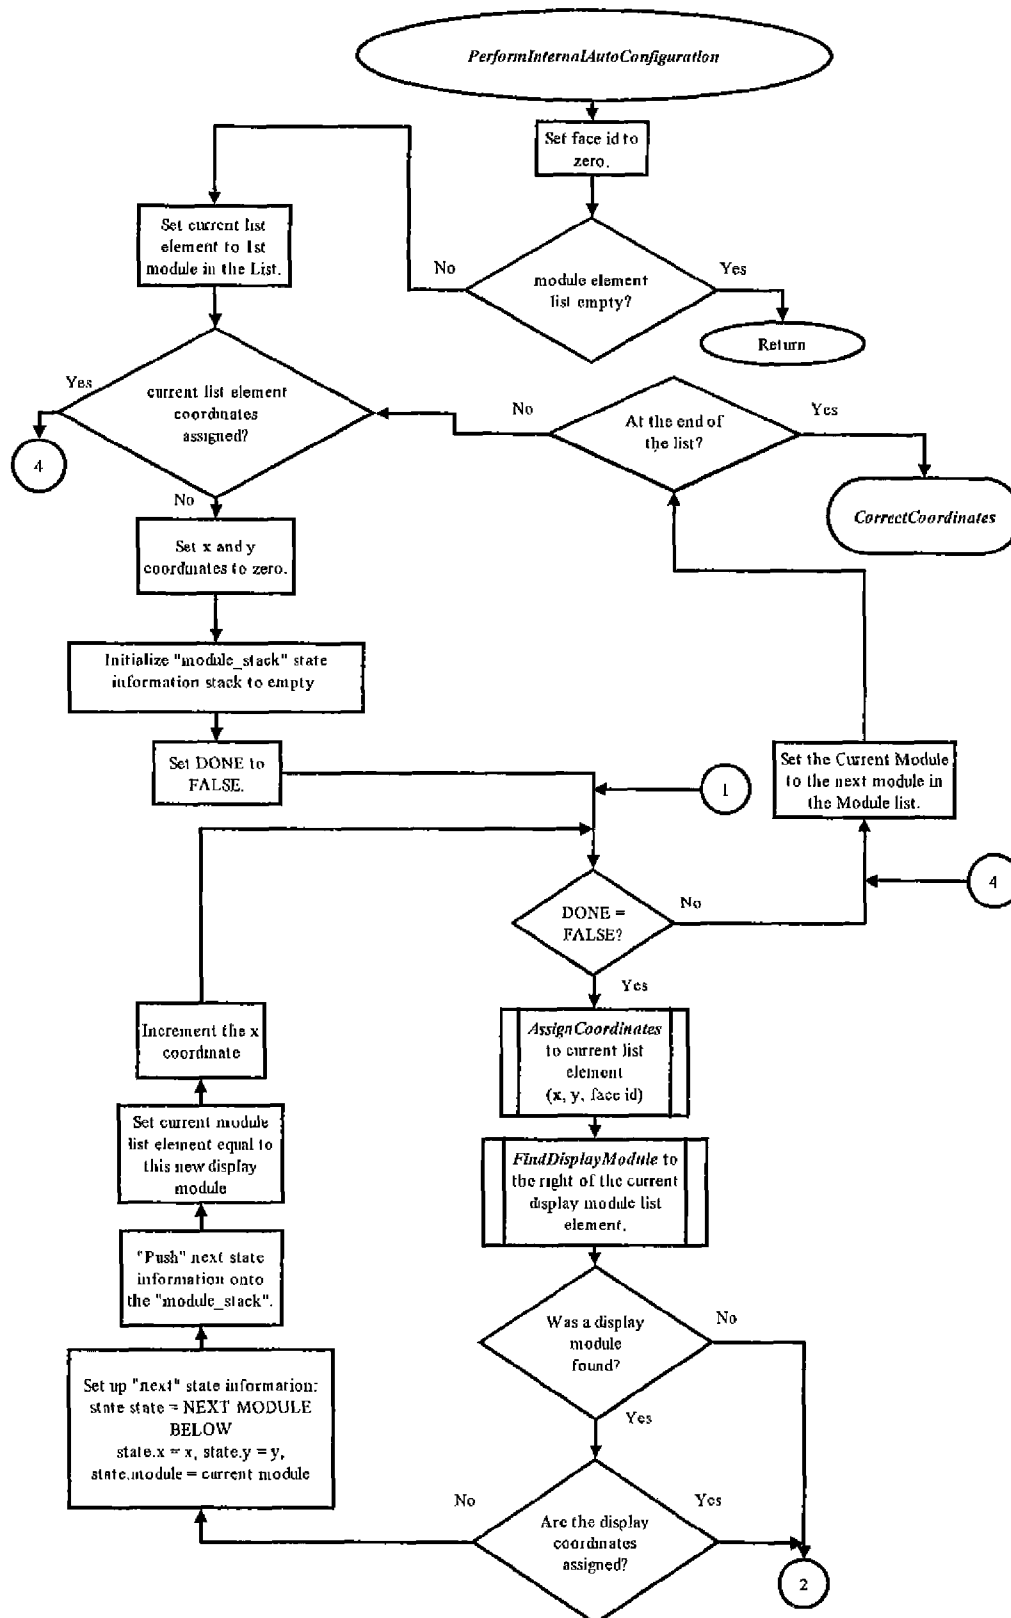 PerformInternalAutoConfiguration
Set face id to
zero.
module element
list empty?
No
Yes
Return
Set current list
element to 1st
module in the List.
current list element
coordinates
assigned?
Yes
4
No
At the end of
the list?
No
Yes
CorrectCoordinates
Set x and y
coordinates to zero.
Initialize "module_stack" state
information stack to empty
Set DONE to
FALSE.
1
Set the Current Module
to the next module in
the Module list.
4
DONE =
FALSE?
No
Yes
AssignCoordinates
to current list
element
(x, y, face id)
FindDisplayModule to
the right of the current
display module list
element.
Was a display
module
found?
No
Yes
Are the display
coordinates
assigned?
No
Yes
2
Set up "next" state information:
state.state = NEXT MODULE
BELOW
state.x = x, state.y = y,
state.module = current module
"Push" next state
information onto
the "module_stack".
Set current module
list element equal to
this new display
module
Increment the x
coordinate